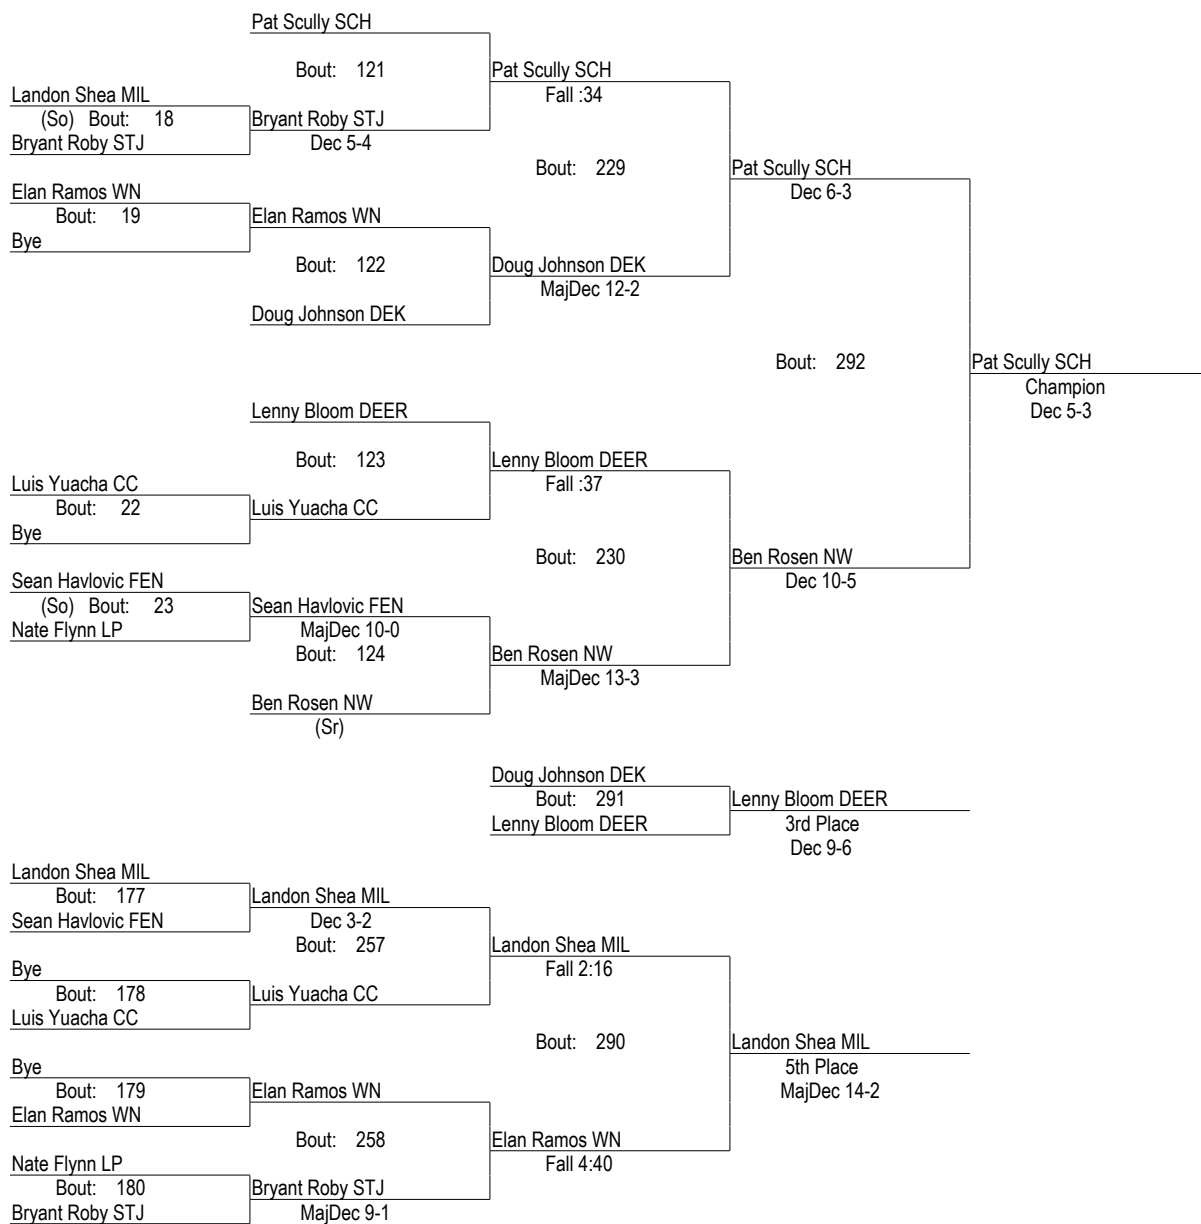 Pat Scully SCH
Bout: 121
Pat Scully SCH
Landon Shea MIL
Fall :34
(So) Bout: 18
Bryant Roby STJ
Bryant Roby STJ
Dec 5-4
Bout: 229
Pat Scully SCH
Elan Ramos WN
Dec 6-3
Bout: 19
Elan Ramos WN
Bye
Bout: 122
Doug Johnson DEK
MajDec 12-2
Doug Johnson DEK
Bout: 292
Pat Scully SCH
Champion
Lenny Bloom DEER
Dec 5-3
Bout: 123
Lenny Bloom DEER
Luis Yuacha CC
Fall :37
Bout: 22
Luis Yuacha CC
Bye
Bout: 230
Ben Rosen NW
Sean Havlovic FEN
Dec 10-5
(So) Bout: 23
Sean Havlovic FEN
Nate Flynn LP
MajDec 10-0
Bout: 124
Ben Rosen NW
MajDec 13-3
Ben Rosen NW
(Sr)
Doug Johnson DEK
Bout: 291
Lenny Bloom DEER
Lenny Bloom DEER
3rd Place
Dec 9-6
Landon Shea MIL
Bout: 177
Landon Shea MIL
Sean Havlovic FEN
Dec 3-2
Bout: 257
Landon Shea MIL
Bye
Fall 2:16
Bout: 178
Luis Yuacha CC
Luis Yuacha CC
Bout: 290
Landon Shea MIL
Bye
5th Place
Bout: 179
Elan Ramos WN
MajDec 14-2
Elan Ramos WN
Bout: 258
Elan Ramos WN
Nate Flynn LP
Fall 4:40
Bout: 180
Bryant Roby STJ
Bryant Roby STJ
MajDec 9-1